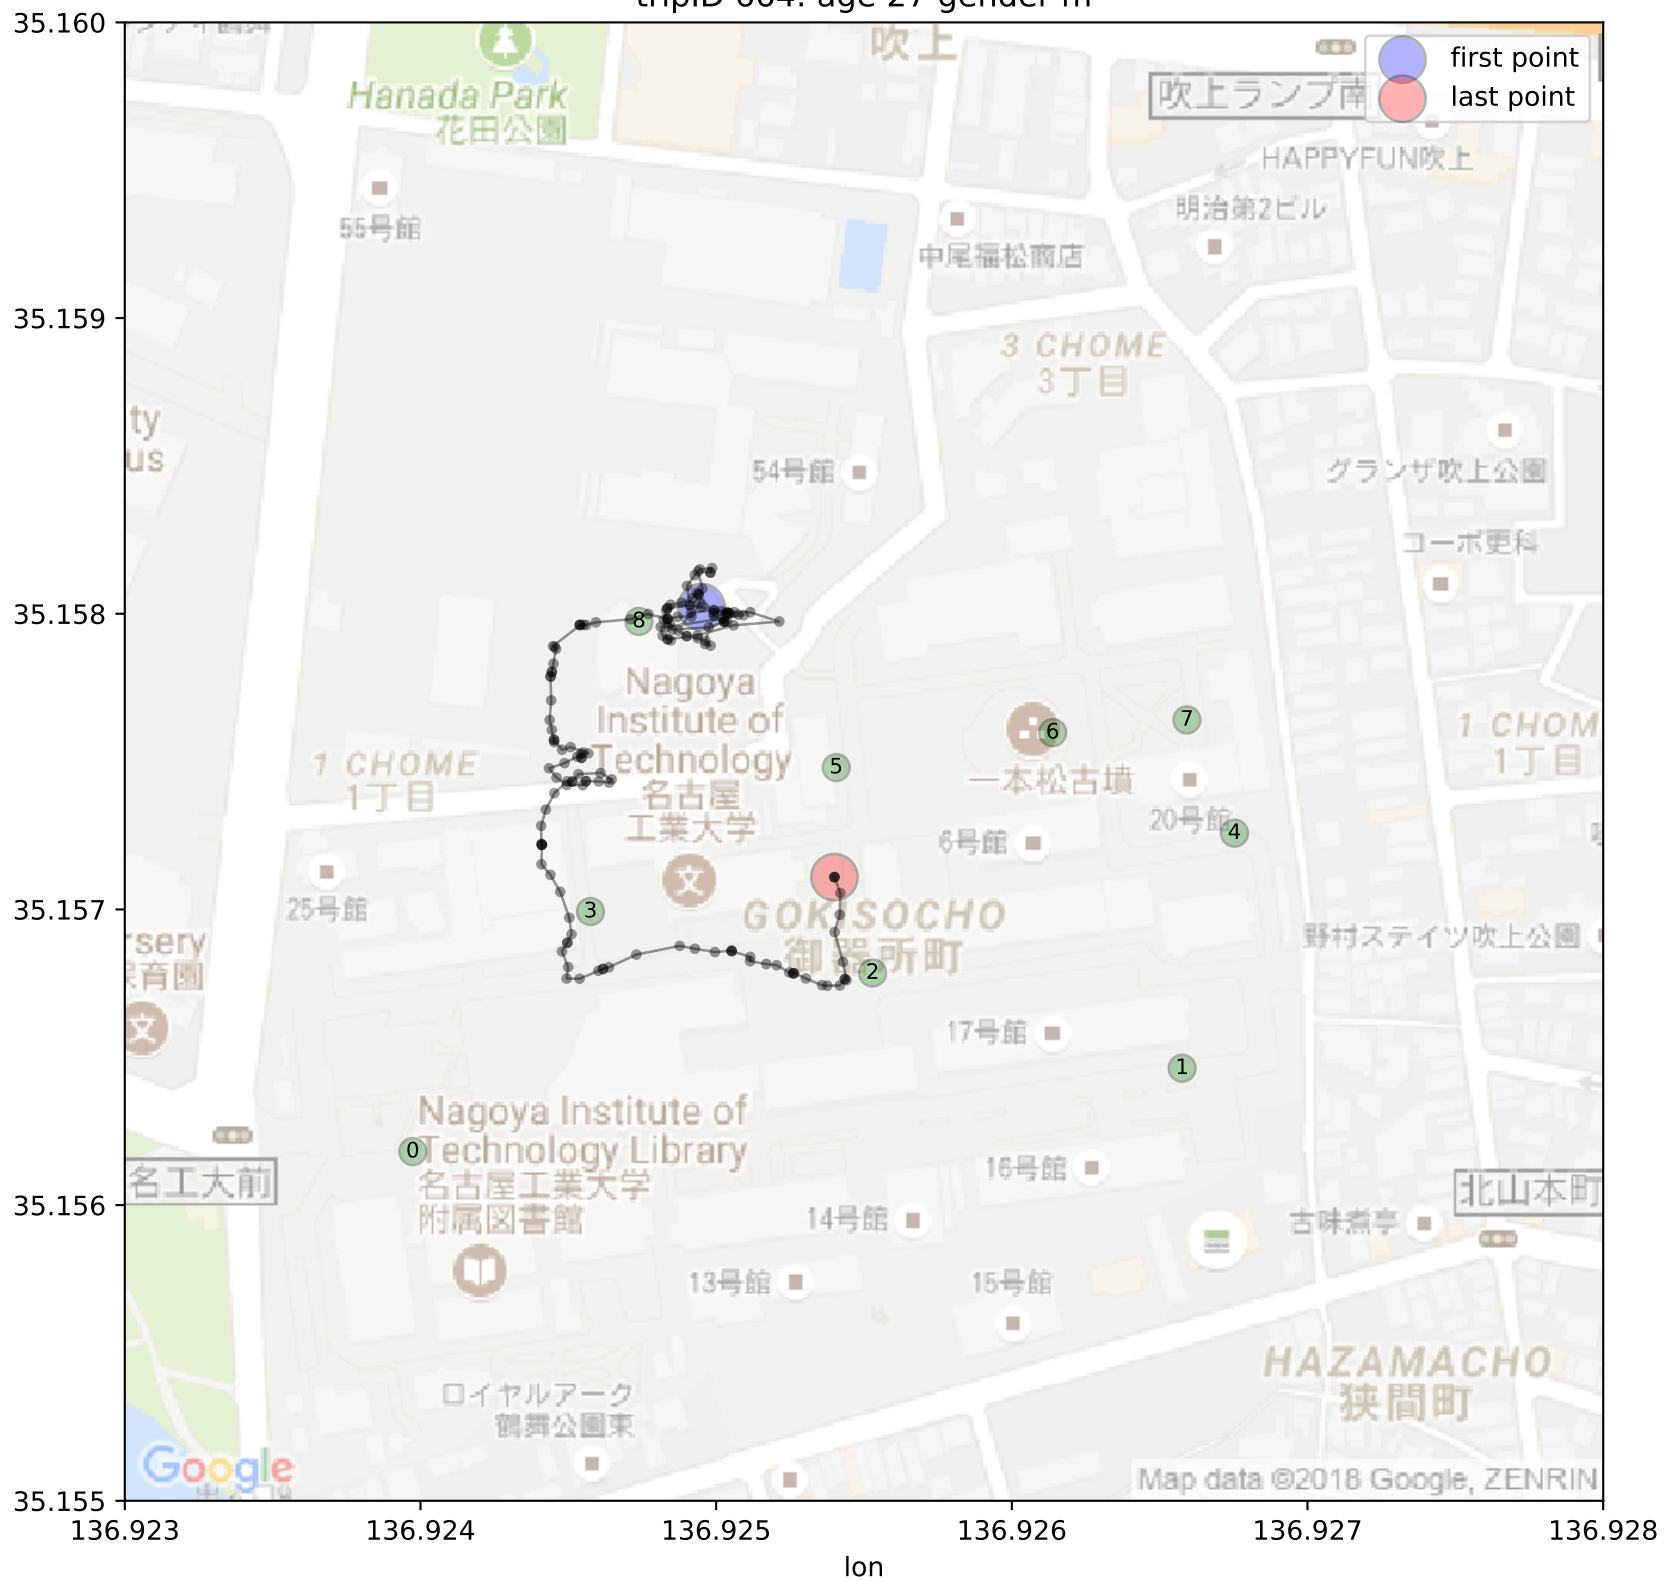 35.160
35.159
35.158
35.157
35.156
35.155
136.923
136.924
136.925
136.926
136.927
136.928
lon
first point
last point
吹上
Hanada Park
花田公園
吹上ランプ南
HAPPYFUN吹上
55号館
明治第2ビル
中尾福松商店
3 CHOME
3丁目
ty
us
54号館
グランザ吹上公園
コーポ更科
8
Nagoya
Institute of
Technology
名古屋
工業大学
1 CHOME
1丁目
5
6
7
一本松古墳
1 CHOM
1丁目
20号館
4
6号館
25号館
3
GOKISOCHO
御器所町
2
野村ステイツ吹上公園
rsery
保育園
17号館
1
Nagoya Institute of
Technology Library
名古屋工業大学
附属図書館
0
名工大前
16号館
北山本町
14号館
古味煮亭
13号館
15号館
HAZAMACHO
狭間町
ロイヤルアーク
鶴舞公園東
Google
Map data ©2018 Google, ZENRIN